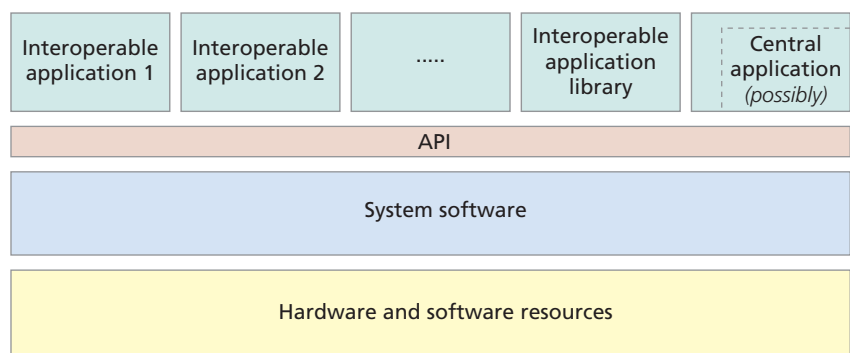 Interoperable
application 1
Interoperable
application 2
.....
Interoperable
application
library
Central
application
(possibly)
API
System software
Hardware and software resources